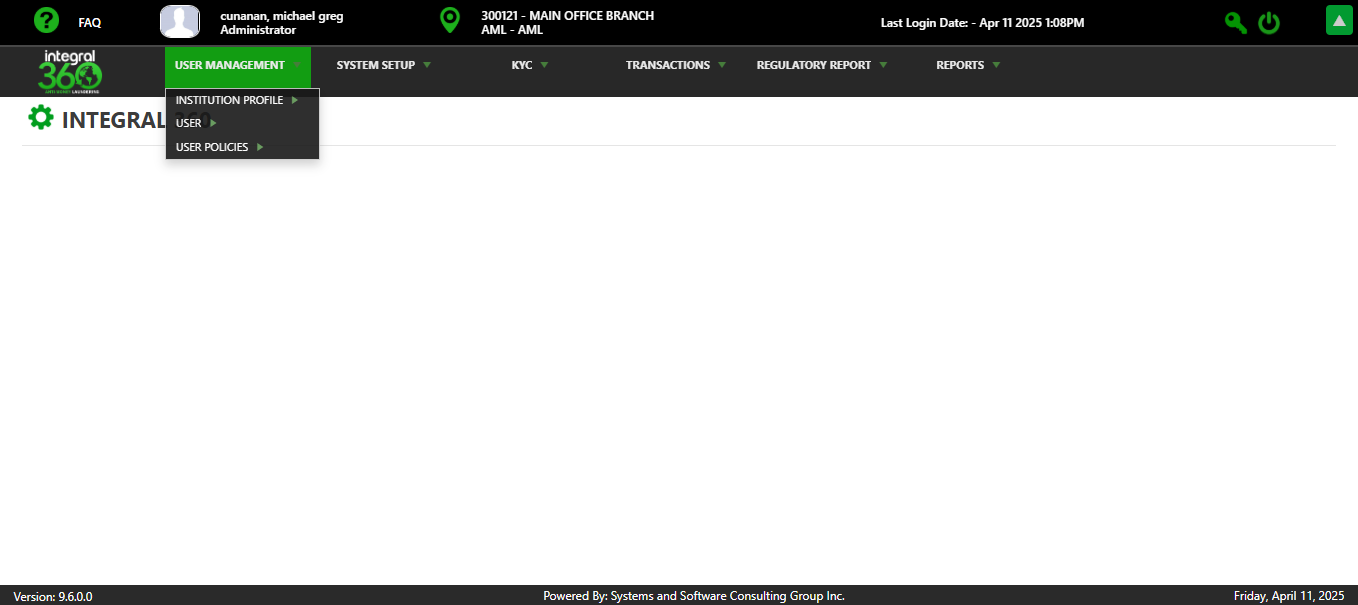 FAQ
cunanan, michael greg
Administrator
300121 - MAIN OFFICE BRANCH
AML - AML
Last Login Date: - Apr 11 2025 1:08PM
integral
360
USER MANAGEMENT
SYSTEM SETUP
KYC
TRANSACTIONS
REGULATORY REPORT
REPORTS
INSTITUTION PROFILE
USER
USER POLICIES
INTEGRAL 360
Version: 9.6.0.0
Powered By: Systems and Software Consulting Group Inc.
Friday, April 11, 2025